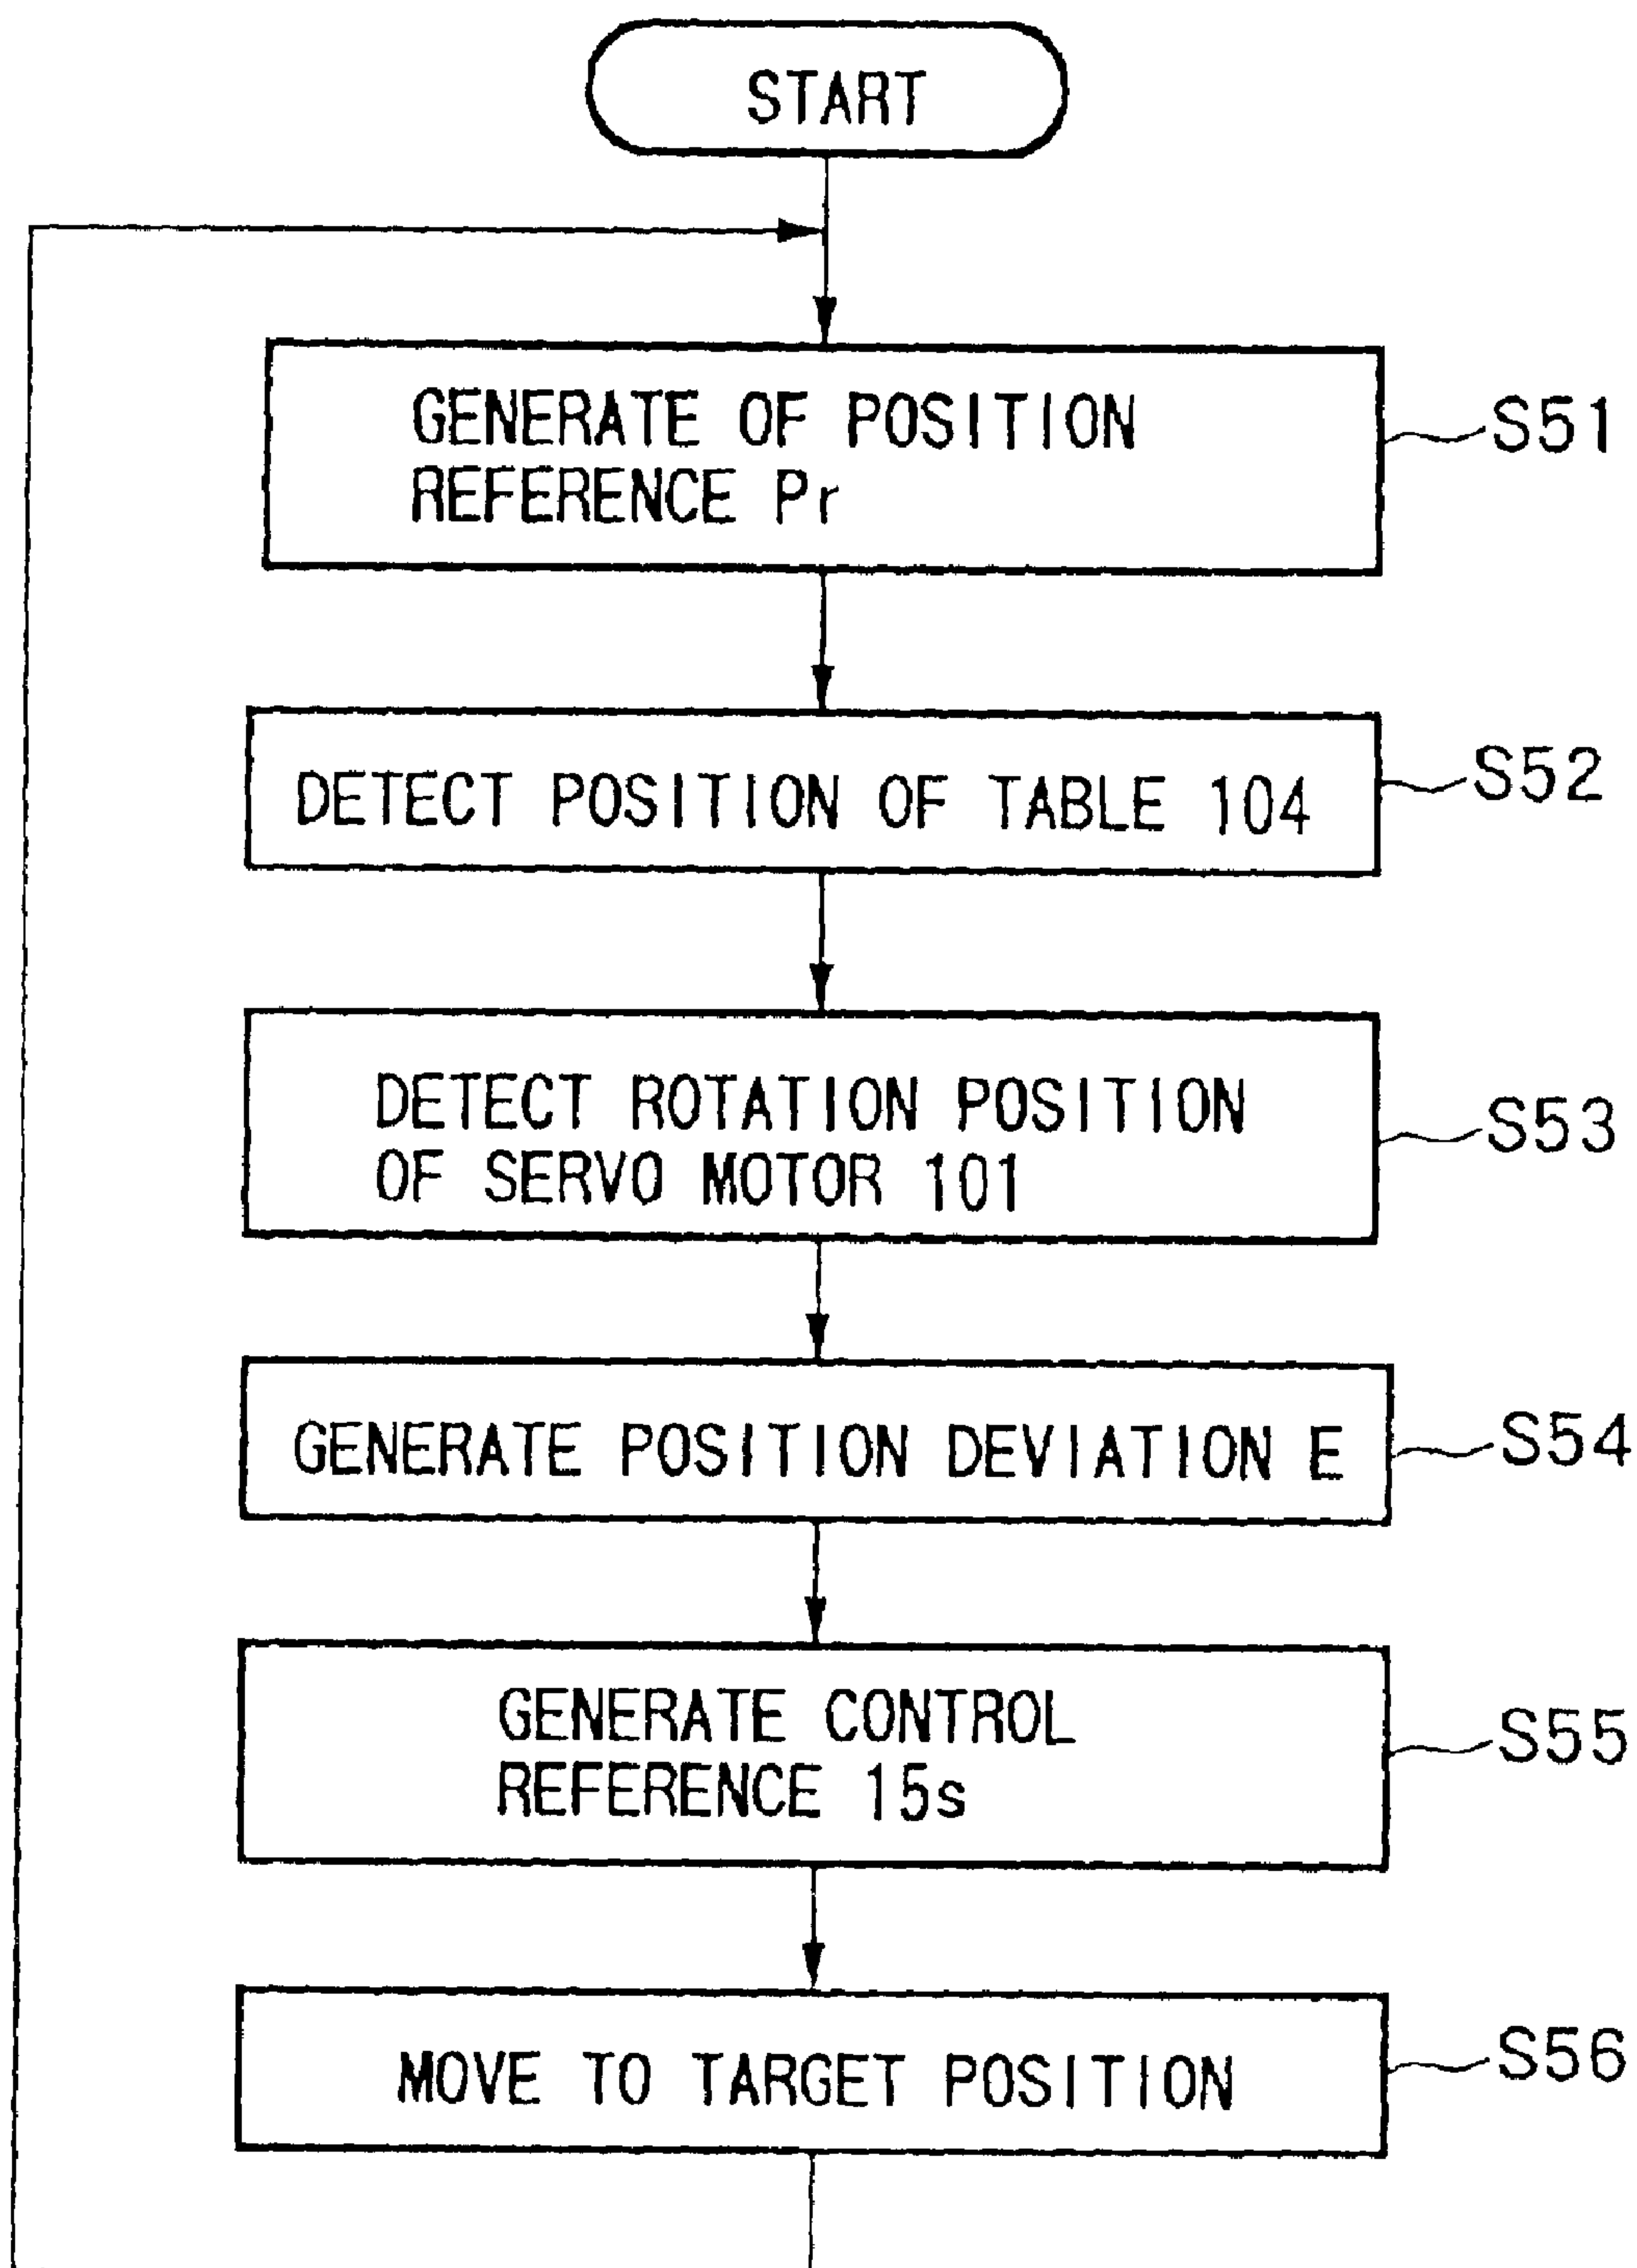 START
GENERATE OF POSITION
REFERENCE Pr
S51
DETECT POSITION OF TABLE 104
S52
DETECT ROTATION POSITION
OF SERVO MOTOR 101
S53
GENERATE POSITION DEVIATION E
S54
GENERATE CONTROL
REFERENCE 15s
S55
MOVE TO TARGET POSITION
S56